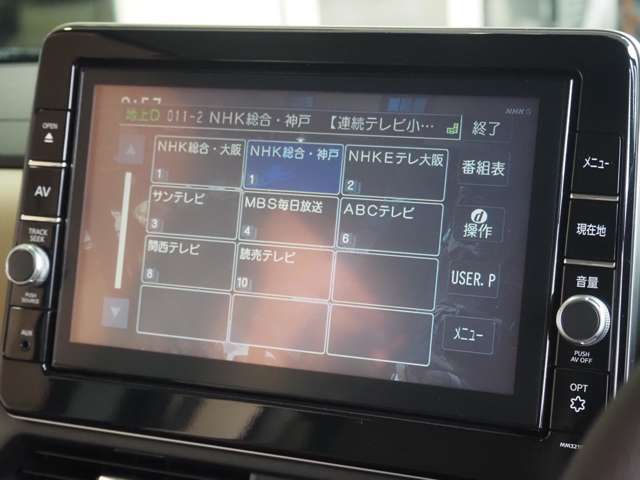 OPEN
AV
TRACK
SEEK
PUSH
SOURCE
AUX
地上D 011-2 NHK総合・神戸 【連続テレビ小…
終了
NHK総合・大阪
1
NHK総合・神戸
1
NHKEテレ大阪
2
番組表
サンテレビ
3
MBS毎日放送
4
ABCテレビ
6
d
操作
関西テレビ
8
読売テレビ
10
USER.P
メニュー
メニュー
現在地
音量
PUSH
AV OFF
OPT